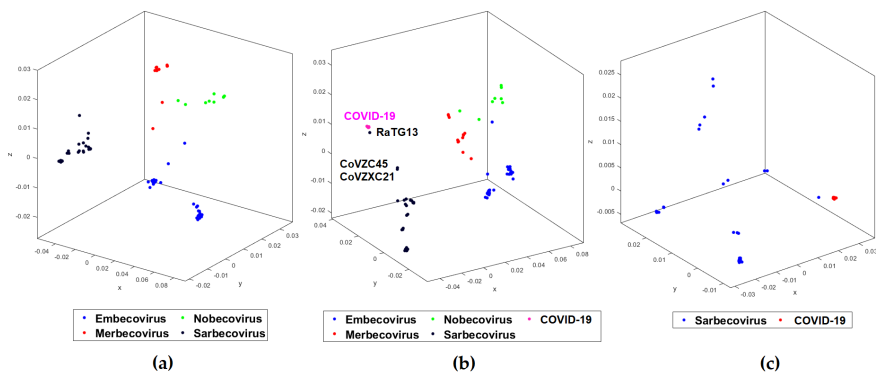 0.03
0.02
0.01
z
0
-0.01
-0.02
-0.04
-0.02
0
0.02
x
0.04
0.06
0.08
-0.02
-0.01
0
y
0.01
0.02
0.03
Embecovirus
Nobecovirus
Merbecovirus
Sarbecovirus
(a)
0.03
0.02
0.01
z
0
-0.01
-0.02
COVID-19
RaTG13
CoVZC45
CoVZXC21
0.02
0
y
-0.02
-0.04
-0.02
0
x
0.02
0.04
0.06
0.08
Embecovirus
Nobecovirus
COVID-19
Merbecovirus
Sarbecovirus
(b)
0.025
0.02
0.015
z
0.01
0.005
0
-0.005
0.02
0.01
y
0
-0.01
-0.03
-0.02
-0.01
x
0
0.01
0.02
0.03
Sarbecovirus
COVID-19
(c)